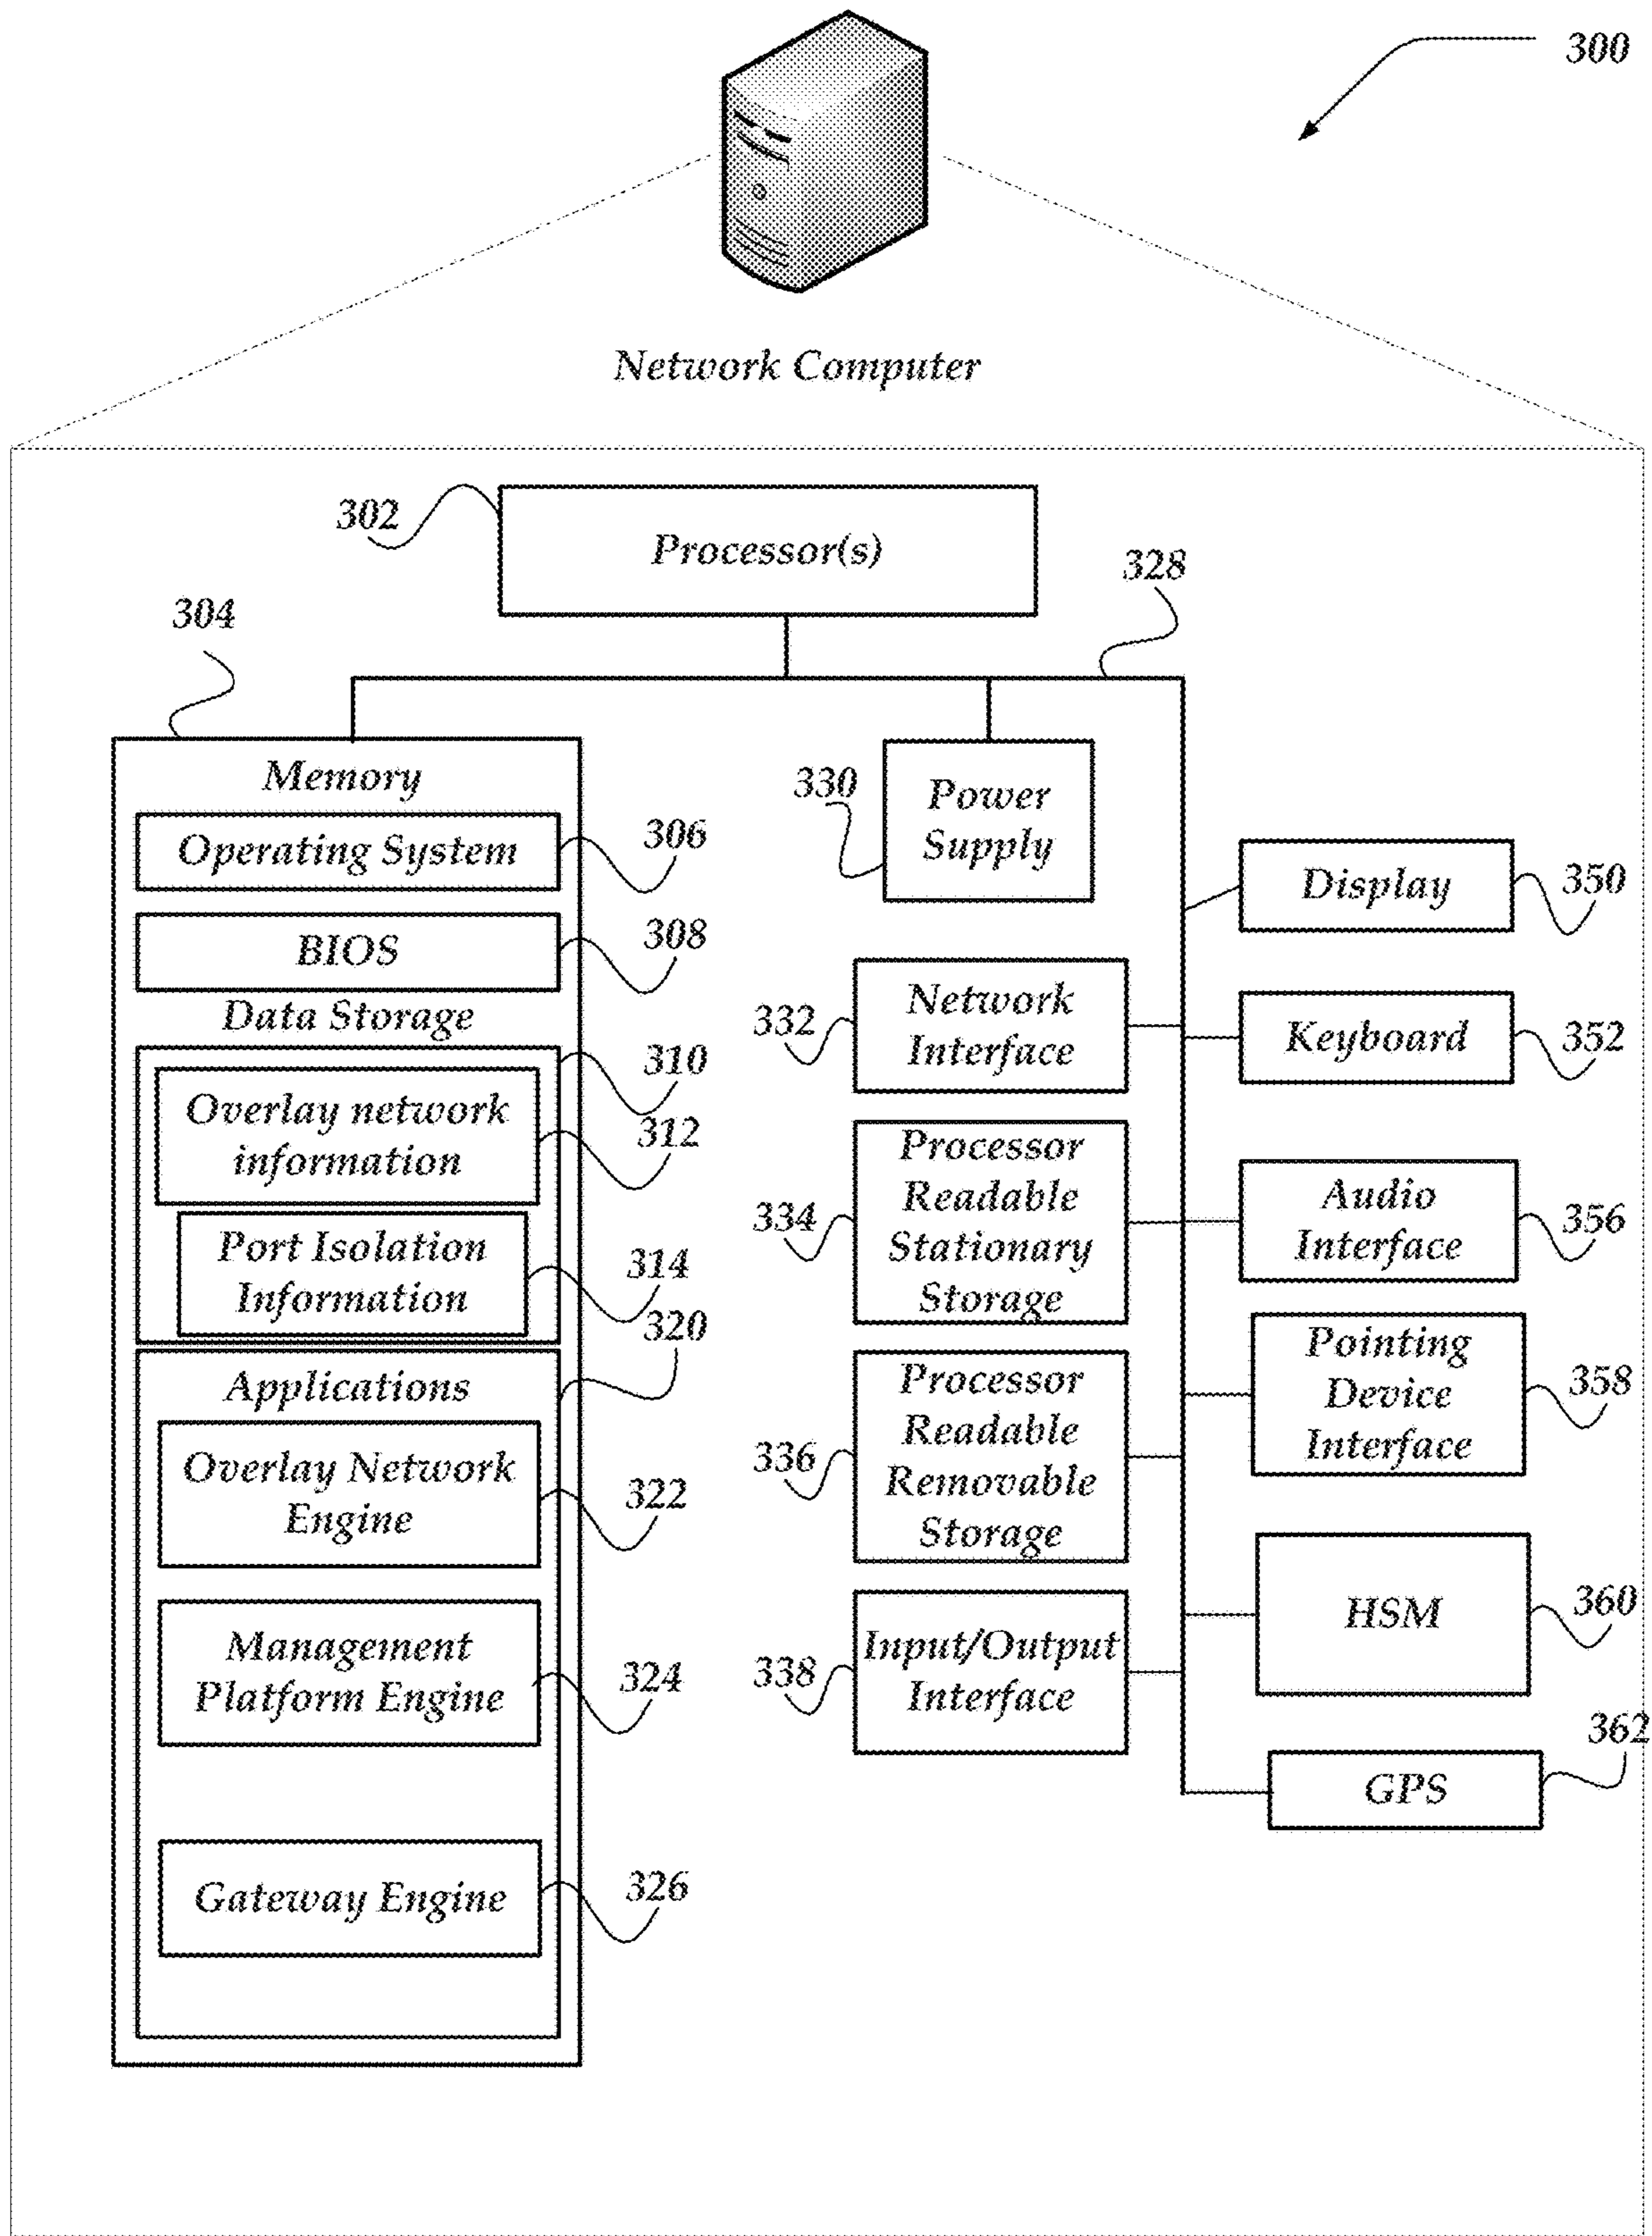 300
Network Computer
302
Processor(s)
328
304
Memory
Operating System
306
BIOS
308
Data Storage
310
Overlay network
information
312
Port Isolation
Information
314
320
Applications
Overlay Network
Engine
322
Management
Platform Engine
324
Gateway Engine
326
330
Power
Supply
332
Network
Interface
334
Processor
Readable
Stationary
Storage
336
Processor
Readable
Removable
Storage
338
Input/Output
Interface
Display
350
Keyboard
352
Audio
Interface
356
Pointing
Device
Interface
358
HSM
360
GPS
362